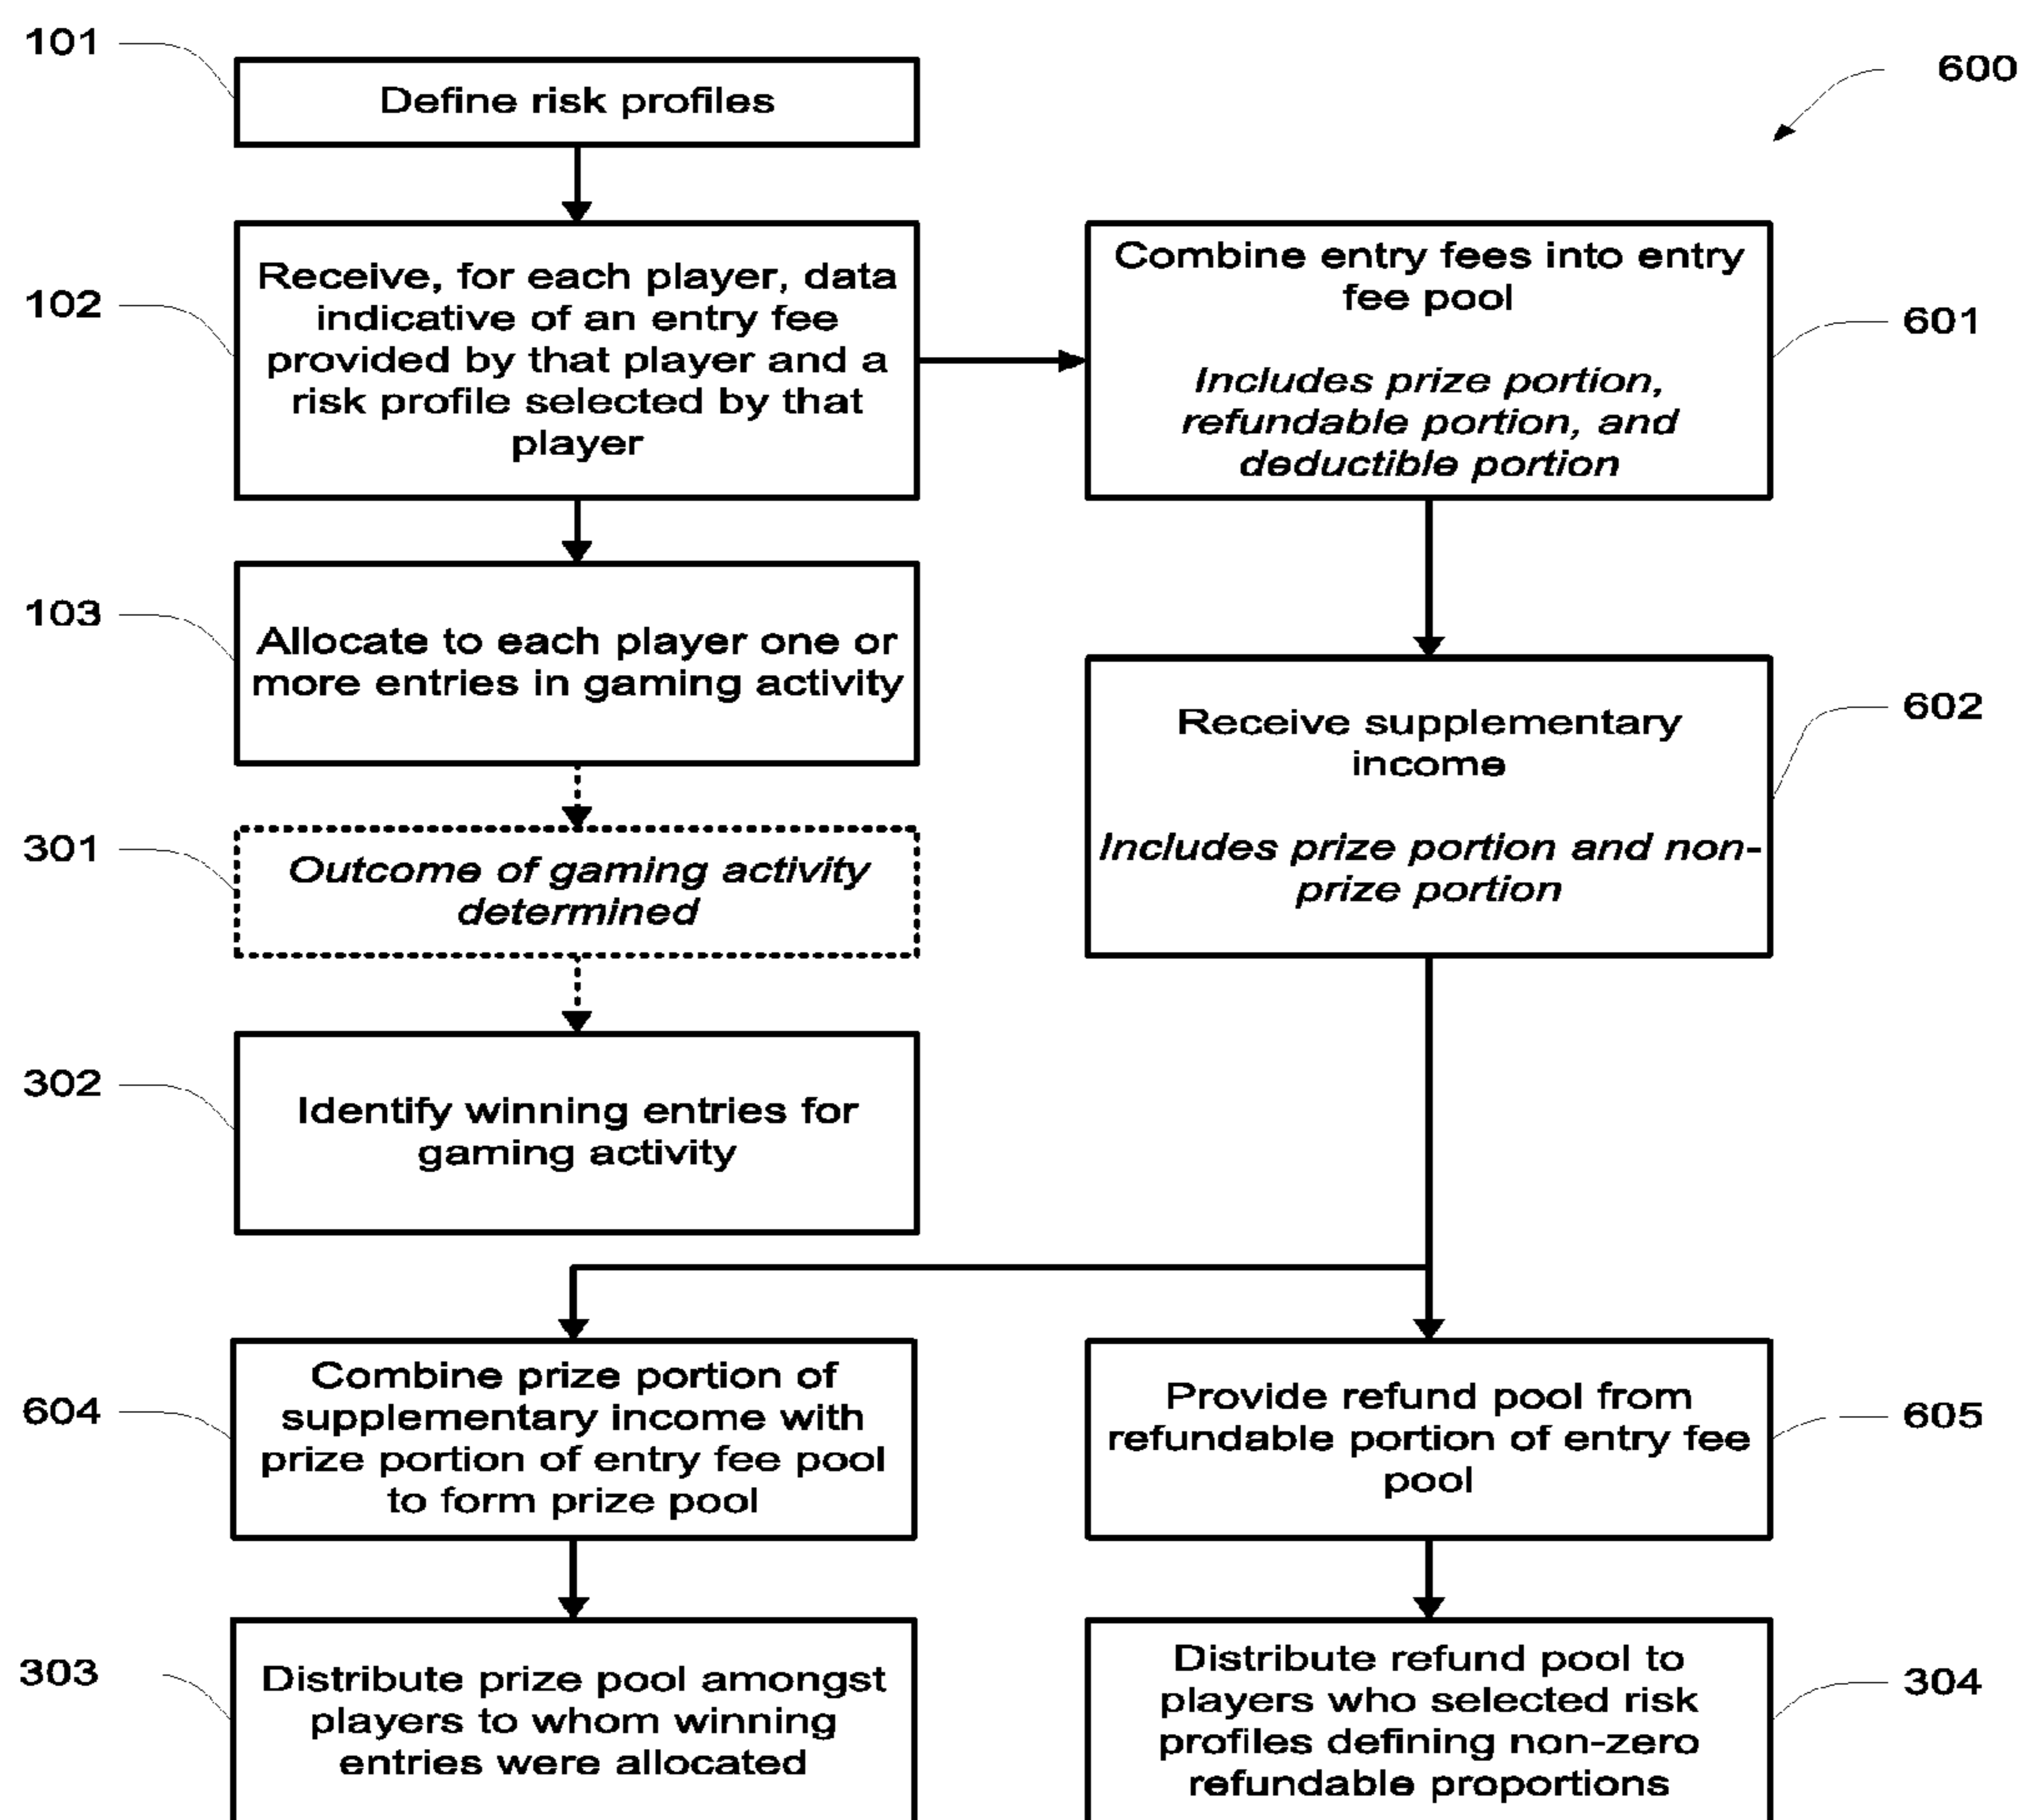 101
Define risk profiles
600
102
Receive, for each player, data
indicative of an entry fee
provided by that player and a
risk profile selected by that
player
Combine entry fees into entry
fee pool
Includes prize portion,
refundable portion, and
deductible portion
601
103
Allocate to each player one or
more entries in gaming activity
Receive supplementary
income
Includes prize portion and non-
prize portion
602
301
Outcome of gaming activity
determined
302
Identify winning entries for
gaming activity
604
Combine prize portion of
supplementary income with
prize portion of entry fee pool
to form prize pool
Provide refund pool from
refundable portion of entry fee
pool
605
303
Distribute prize pool amongst
players to whom winning
entries were allocated
Distribute refund pool to
players who selected risk
profiles defining non-zero
refundable proportions
304